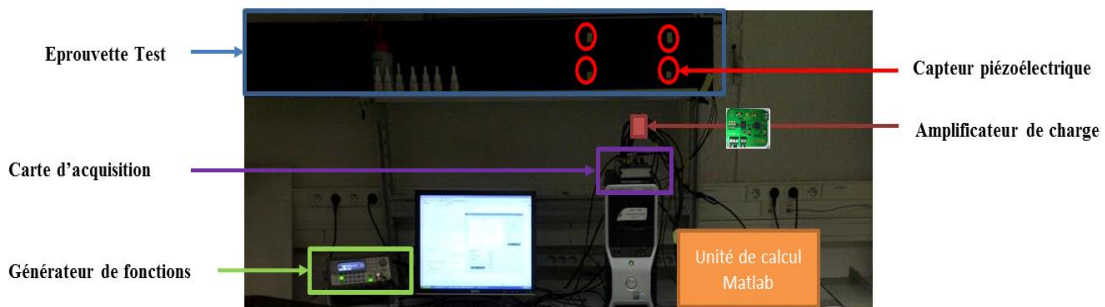 Eprouvette Test
Capteur piézoélectrique
Amplificateur de charge
Carte d'acquisition
Générateur de fonctions
Unité de calcul
Matlab